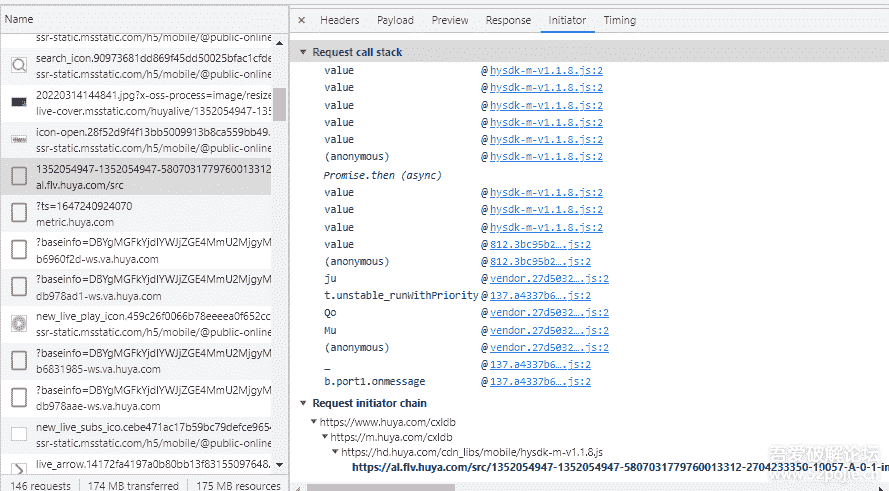 Name
× Headers Payload Preview Response Initiator Timing
ssr-static.msstatic.com/h5/mobile/@public-online
search_icon.90973681dd869f45dd50025bfac1cfde
ssr-static.msstatic.com/h5/mobile/@public-online
20220314144841.jpg?x-oss-process=image/resize
live-cover.msstatic.com/huyalive/1352054947-135
icon-open.28f52d9f4f13bb5009913b8ca559bb49.
ssr-static.msstatic.com/h5/mobile/@public-online
1352054947-1352054947-5807031779760013312
al.flv.huya.com/src
?ts=1647240924070
metric.huya.com
?baseinfo=DBYgMGFkYjdlYWJjZGE4MmU2MjgyM
b6960f2d-ws.va.huya.com
?baseinfo=DBYgMGFkYjdlYWJjZGE4MmU2MjgyM
db978ad1-ws.va.huya.com
new_live_play_icon.459c26f0066b78eeeea0f652cc
ssr-static.msstatic.com/h5/mobile/@public-online
?baseinfo=DBYgMGFkYjdlYWJjZGE4MmU2MjgyM
b6831985-ws.va.huya.com
?baseinfo=DBYgMGFkYjdlYWJjZGE4MmU2MjgyM
db978aae-ws.va.huya.com
new_live_subs_ico.cebe471ac17b59bc79defce965
ssr-static.msstatic.com/h5/mobile/@public-online
live_arrow.14172fa4197a0b80bb13f83155097648.
146 requests 174 MB transferred 175 MB resources
Request call stack
value @ hysdk-m-v1.1.8.js:2
value @ hysdk-m-v1.1.8.js:2
value @ hysdk-m-v1.1.8.js:2
value @ hysdk-m-v1.1.8.js:2
value @ hysdk-m-v1.1.8.js:2
(anonymous) @ hysdk-m-v1.1.8.js:2
Promise.then (async)
value @ hysdk-m-v1.1.8.js:2
value @ hysdk-m-v1.1.8.js:2
value @ hysdk-m-v1.1.8.js:2
value @ 812.3bc95b2….js:2
(anonymous) @ 812.3bc95b2….js:2
ju @ vendor.27d5032….js:2
t.unstable_runWithPriority @ 137.a4337b6….js:2
Qo @ vendor.27d5032….js:2
Mu @ vendor.27d5032….js:2
(anonymous) @ vendor.27d5032….js:2
_ @ 137.a4337b6….js:2
b.port1.onmessage @ 137.a4337b6….js:2
Request initiator chain
https://www.huya.com/cxldb
https://m.huya.com/cxldb
https://hd.huya.com/cdn_libs/mobile/hysdk-m-v1.1.8.js
https://al.flv.huya.com/src/1352054947-1352054947-5807031779760013312-2704233350-10057-A-0-1-in
吾爱破解论坛
www.52pojie.cn